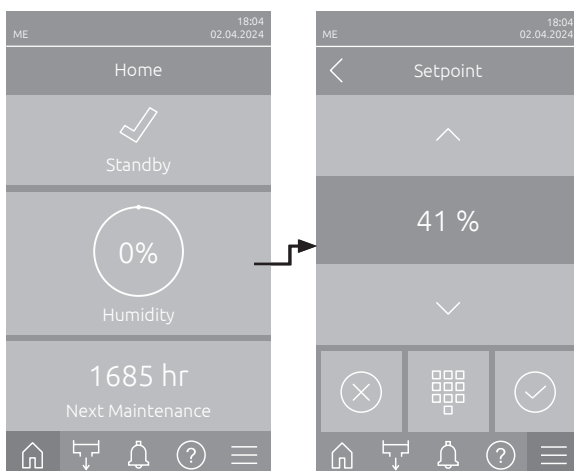 18:04
ME 02.04.2024
Home
Standby
0%
Humidity
1685 hr
Next Maintenance
?
18:04
ME 02.04.2024
Setpoint
41 %
?